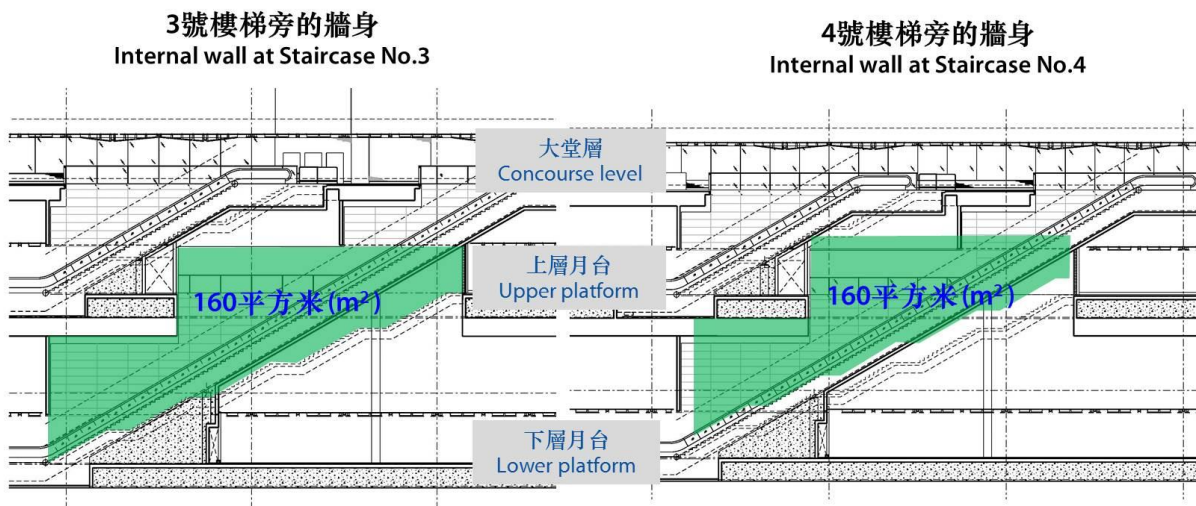 3號樓梯旁的牆身
Internal wall at Staircase No.3
4號樓梯旁的牆身
Internal wall at Staircase No.4
大堂層
Concourse level
上層月台
Upper platform
160平方米(m²)
160平方米(m²)
下層月台
Lower platform